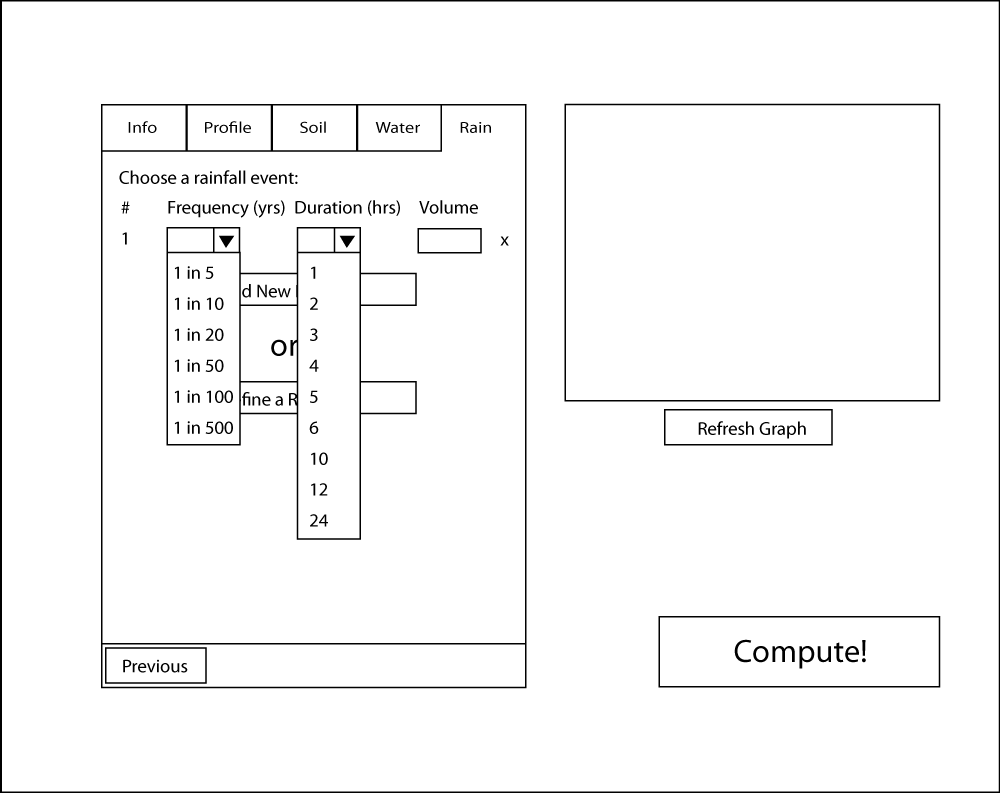 Info Profile Soil Water Rain
Choose a rainfall event:
# Frequency (yrs) Duration (hrs) Volume
1 x
1 in 5
1 in 10
1 in 20
1 in 50
1 in 100
1 in 500
d New
or
fine a R
1
2
3
4
5
6
10
12
24
Previous
Refresh Graph
Compute!